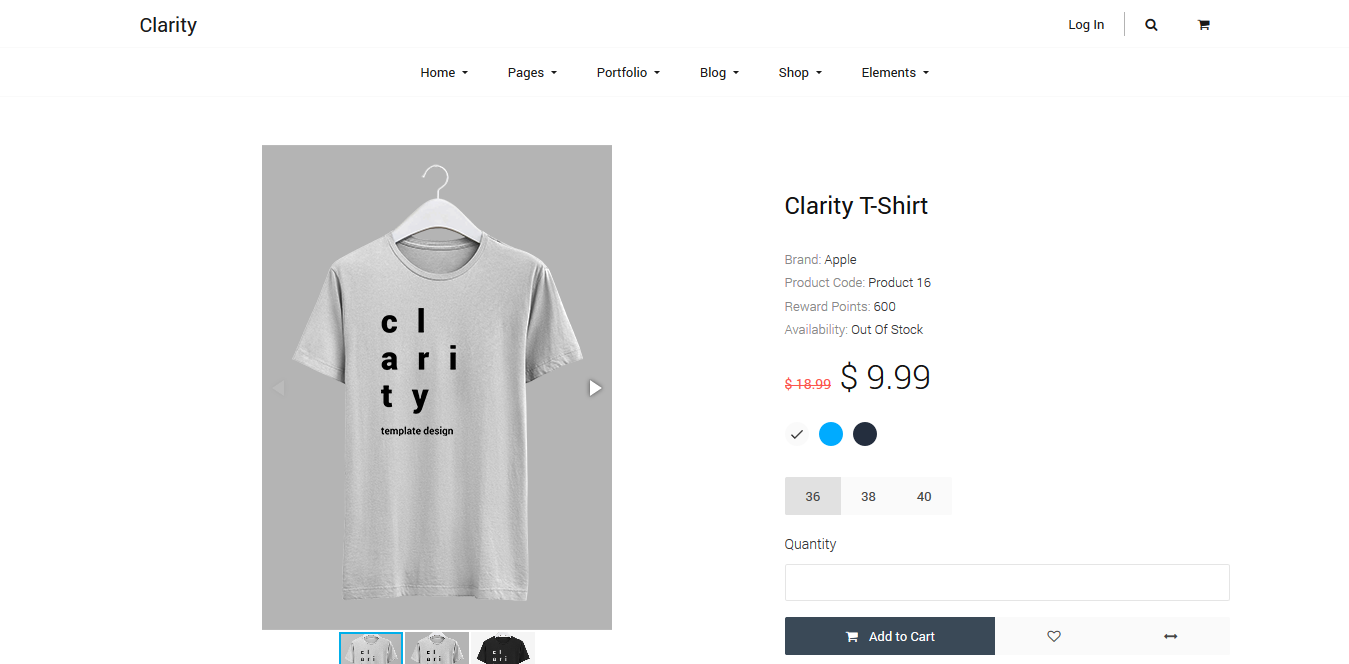 Clarity
Log In
Home
Pages
Portfolio
Blog
Shop
Elements
c l
a r i
t y
template design
Clarity T-Shirt
Brand: Apple
Product Code: Product 16
Reward Points: 600
Availability: Out Of Stock
$ 18.99 $ 9.99
36 38 40
Quantity
Add to Cart
c l
a r i
c l
a r i
c l
a r i